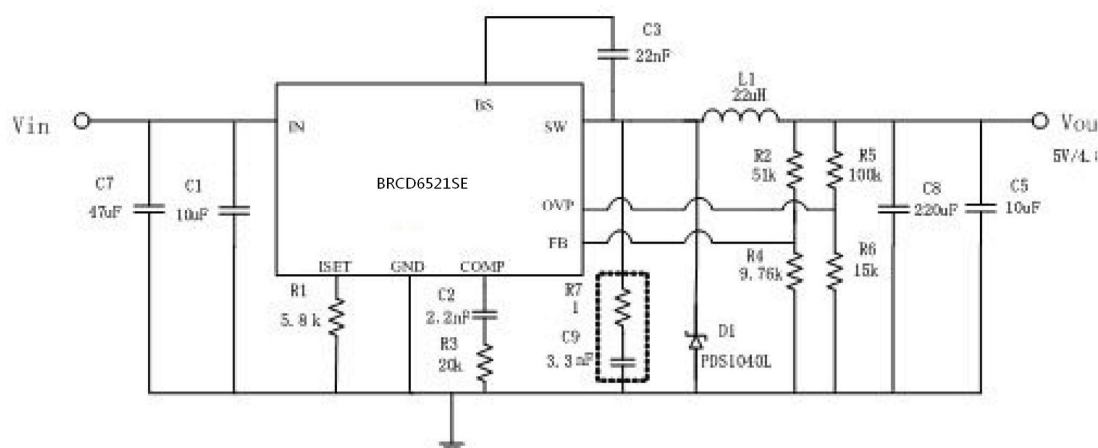 C3
22nF
L1
22uH
BS
Vin
IN
SW
Vou
5V/4.
R2
51k
R5
100k
C7
47uF
C1
10uF
BRCD6521SE
C8
220uF
C5
10uF
OVP
FB
R4
9.76k
R6
15k
ISET
GND
COMP
R1
5.8k
C2
2.2nF
R7
1
R3
20k
C9
3.3nF
D1
PDS1040L